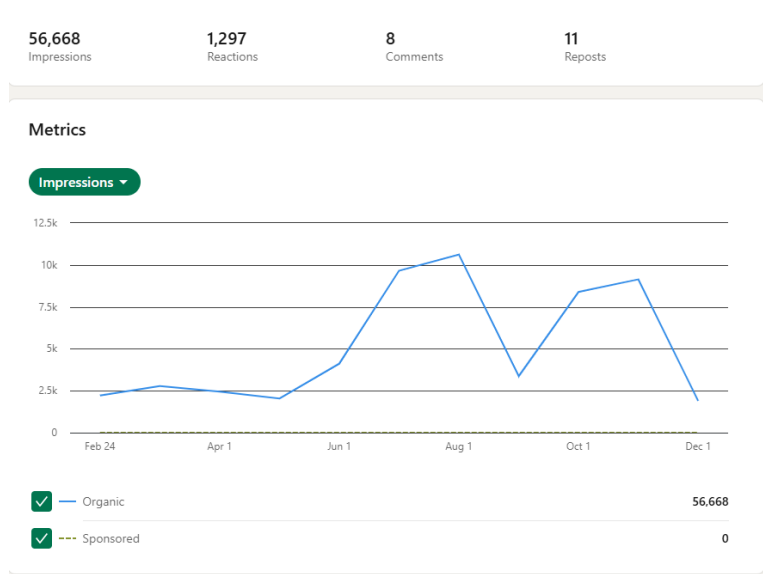 56,668 1,297 8 11
Impressions Reactions Comments Reposts
Metrics
Impressions
12.5k
10k
7.5k
5k
2.5k
0
Feb 24 Apr 1 Jun 1 Aug 1 Oct 1 Dec 1
Organic 56,668
Sponsored 0